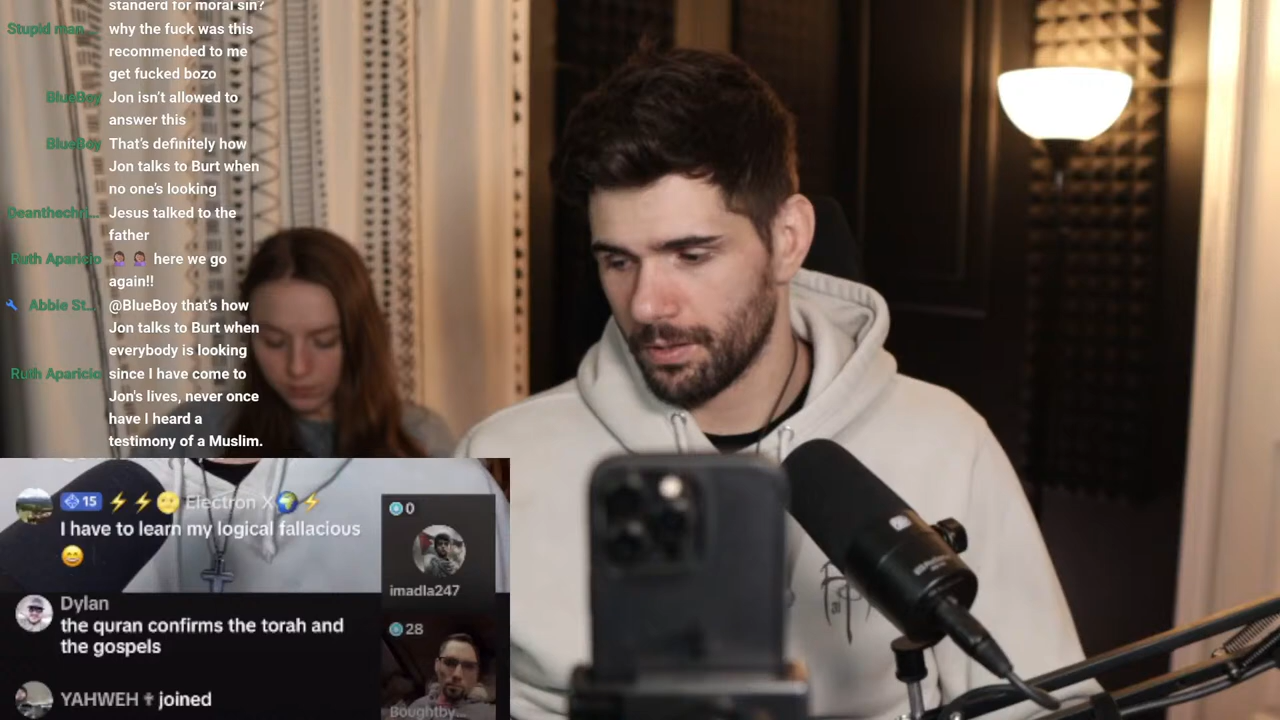 standerd for moral sin?
Stupid man... why the fuck was this
recommended to me
get fucked bozo
BlueBoy Jon isn't allowed to
answer this
BlueBoy That's definitely how
Jon talks to Burt when
no one's looking
Jesus talked to the
father
Ruth Aparicio here we go
again!!
Abbie St... @BlueBoy that's how
Jon talks to Burt when
everybody is looking
Ruth Aparicio since I have come to
Jon's lives, never once
have I heard a
testimony of a Muslim.
15 Electron X
I have to learn my logical fallacious
Dylan
the quran confirms the torah and
the gospels
YAHWEH joined
0
imadla247
28
Boughtby...